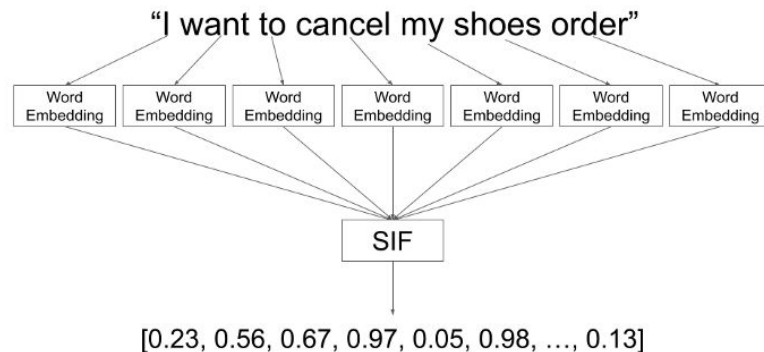 “I want to cancel my shoes order”
Word Embedding
Word Embedding
Word Embedding
Word Embedding
Word Embedding
Word Embedding
Word Embedding
SIF
[0.23, 0.56, 0.67, 0.97, 0.05, 0.98, ..., 0.13]